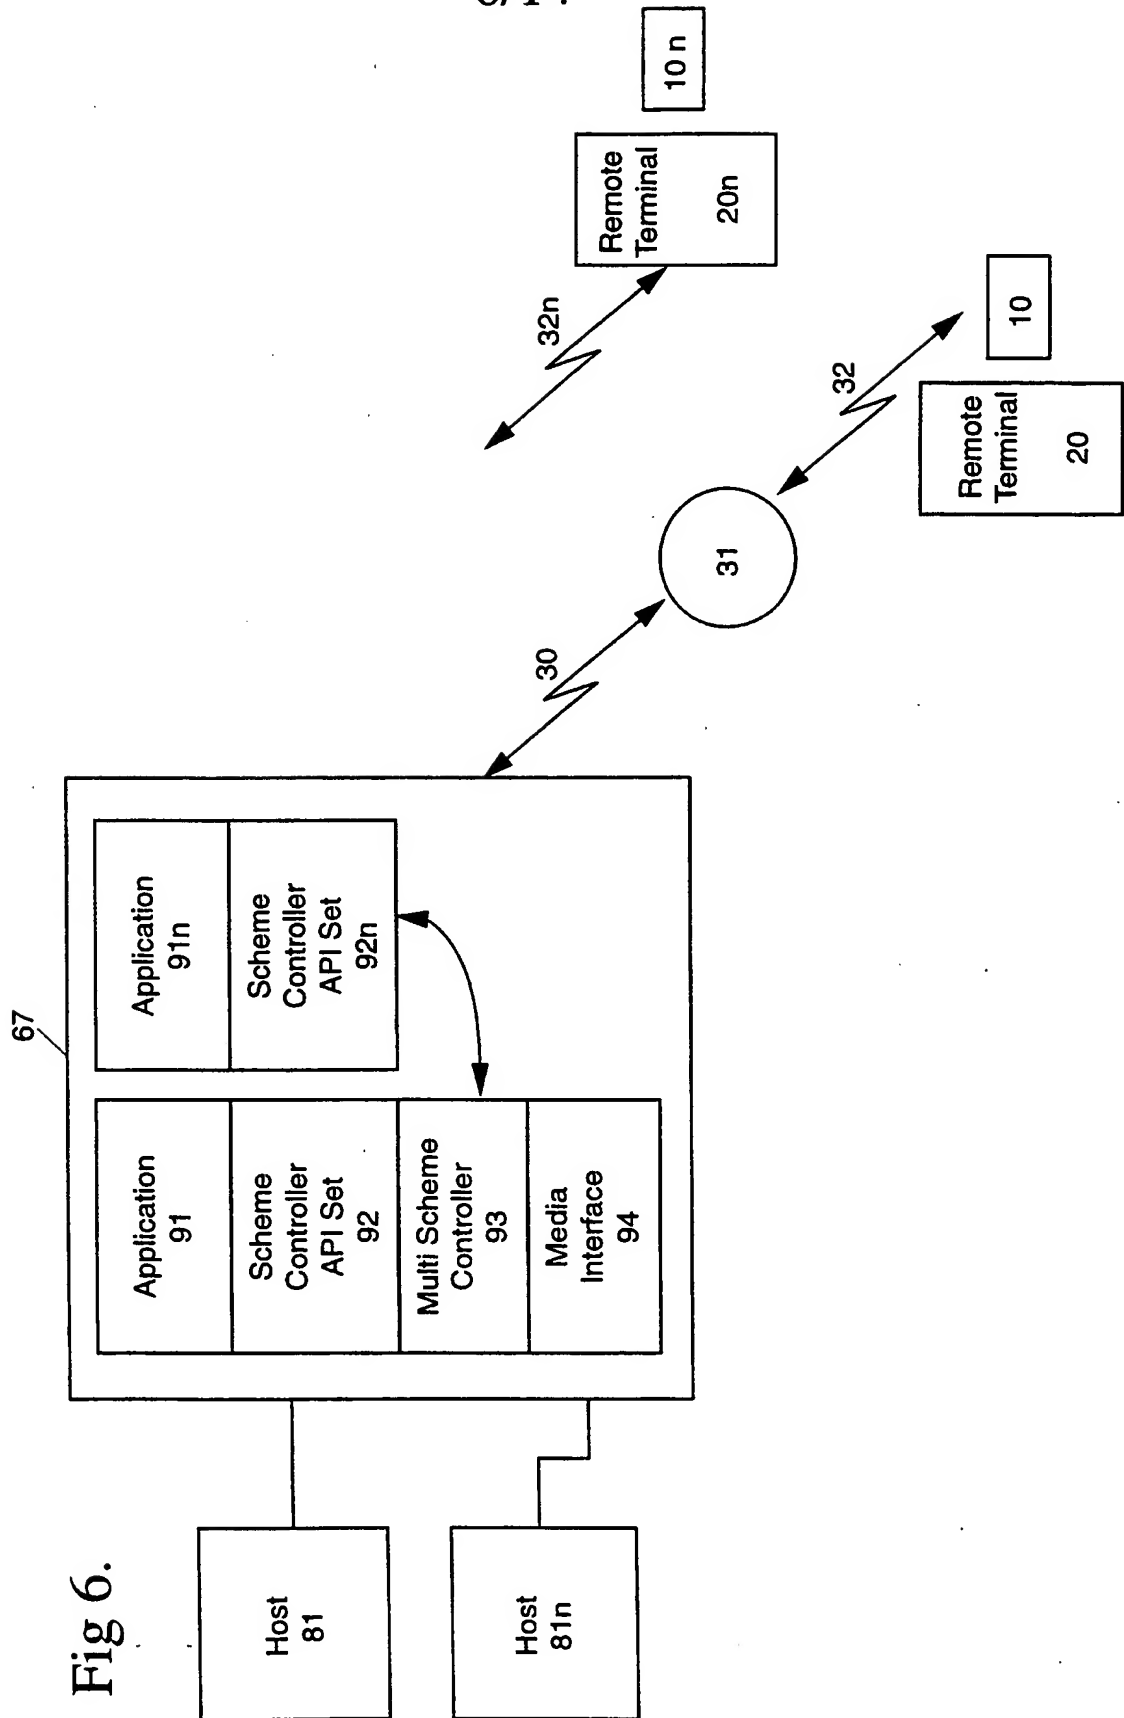 Fig 6.
67
Host
81
Host
81n
Application
91
Scheme
Controller
API Set
92
Multi Scheme
Controller
93
Media
Interface
94
Application
91n
Scheme
Controller
API Set
92n
30
31
32n
32
Remote
Terminal
20n
10 n
Remote
Terminal
20
10